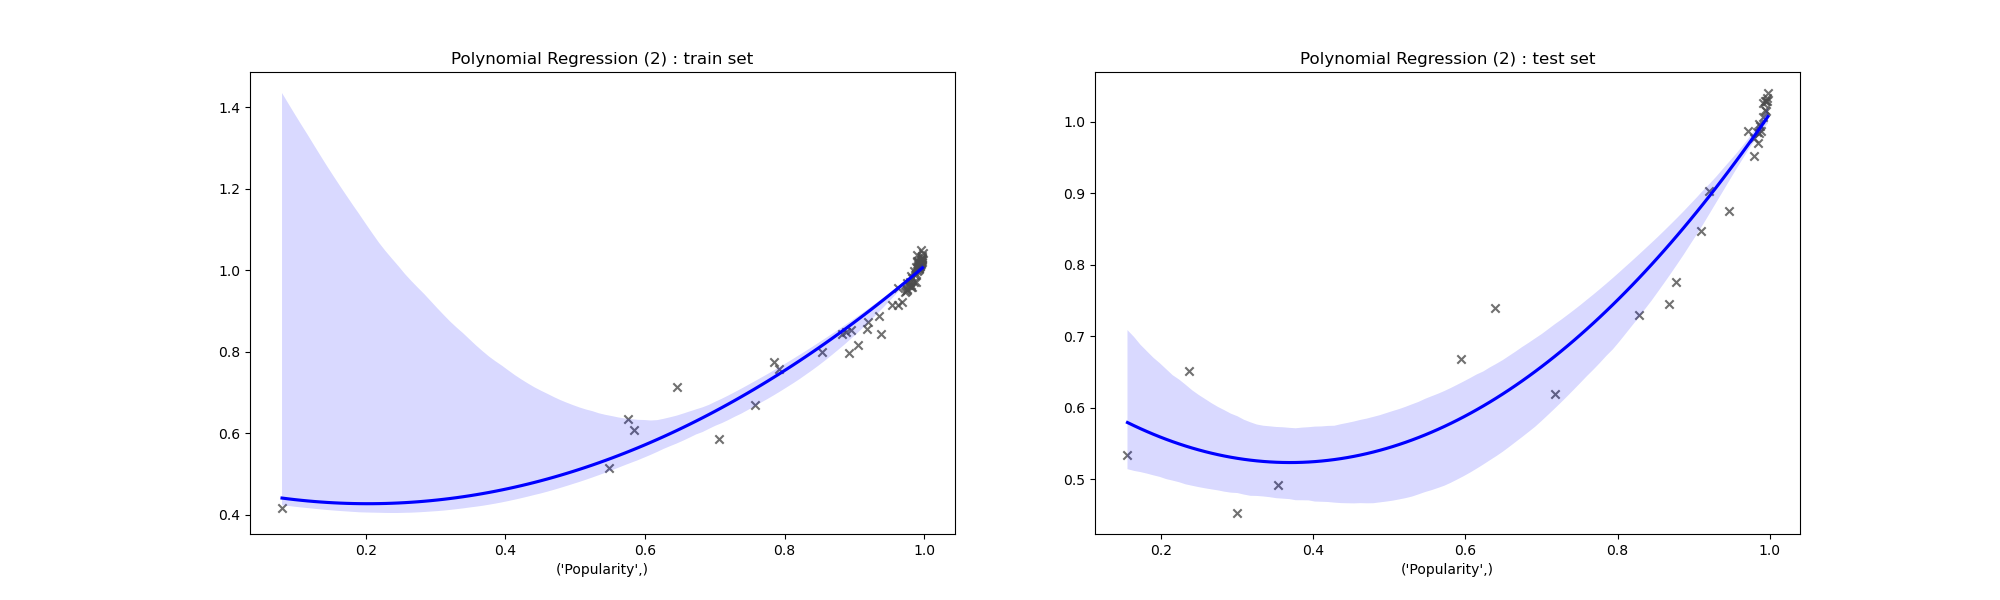 Polynomial Regression (2) : train set
1.4
1.2
1.0
0.8
0.6
0.4
0.2 0.4 0.6 0.8 1.0
('Popularity',)
Polynomial Regression (2) : test set
1.0
0.9
0.8
0.7
0.6
0.5
0.2 0.4 0.6 0.8 1.0
('Popularity',)